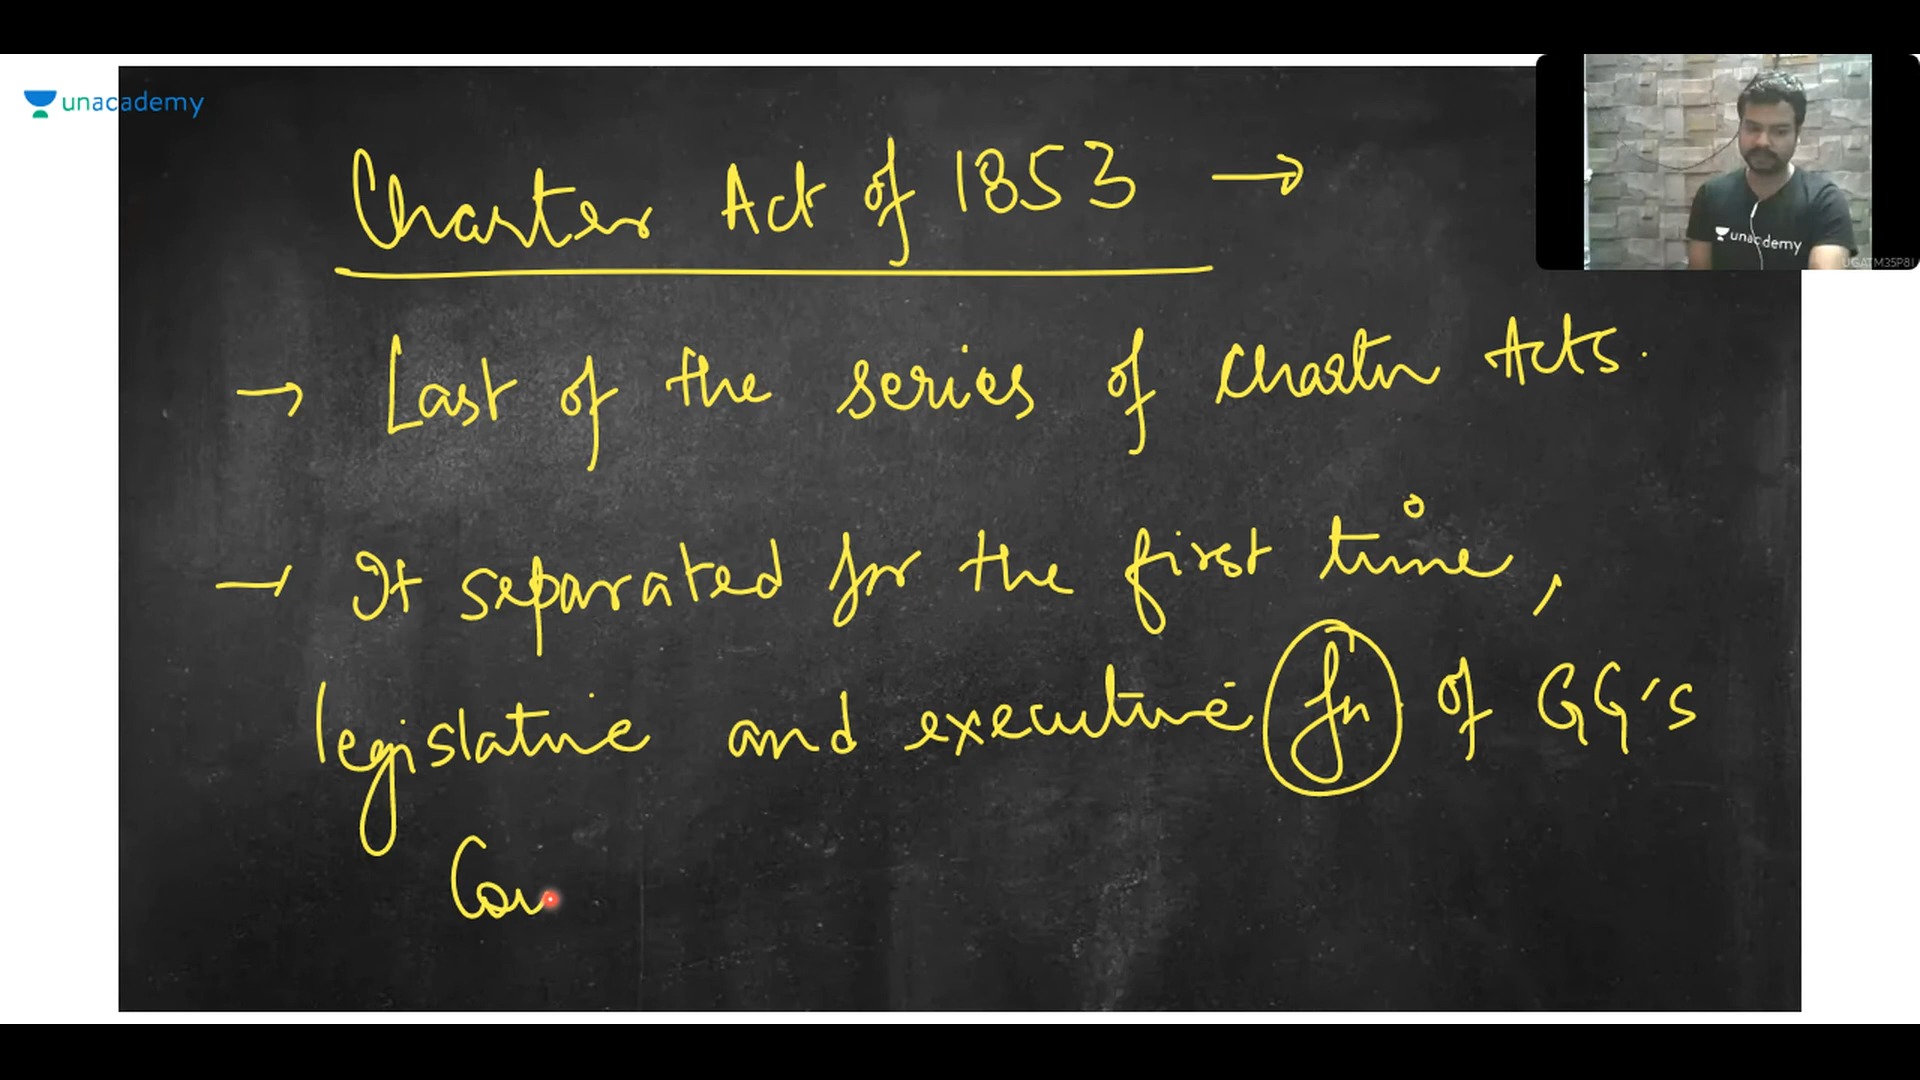 unacademy
Charter Act of 1853 →
→ Last of the series of Charter Acts.
→ It separated for the first time,
legislative and executive fn of GG's
Cou
unacademy
UGATM35P8I